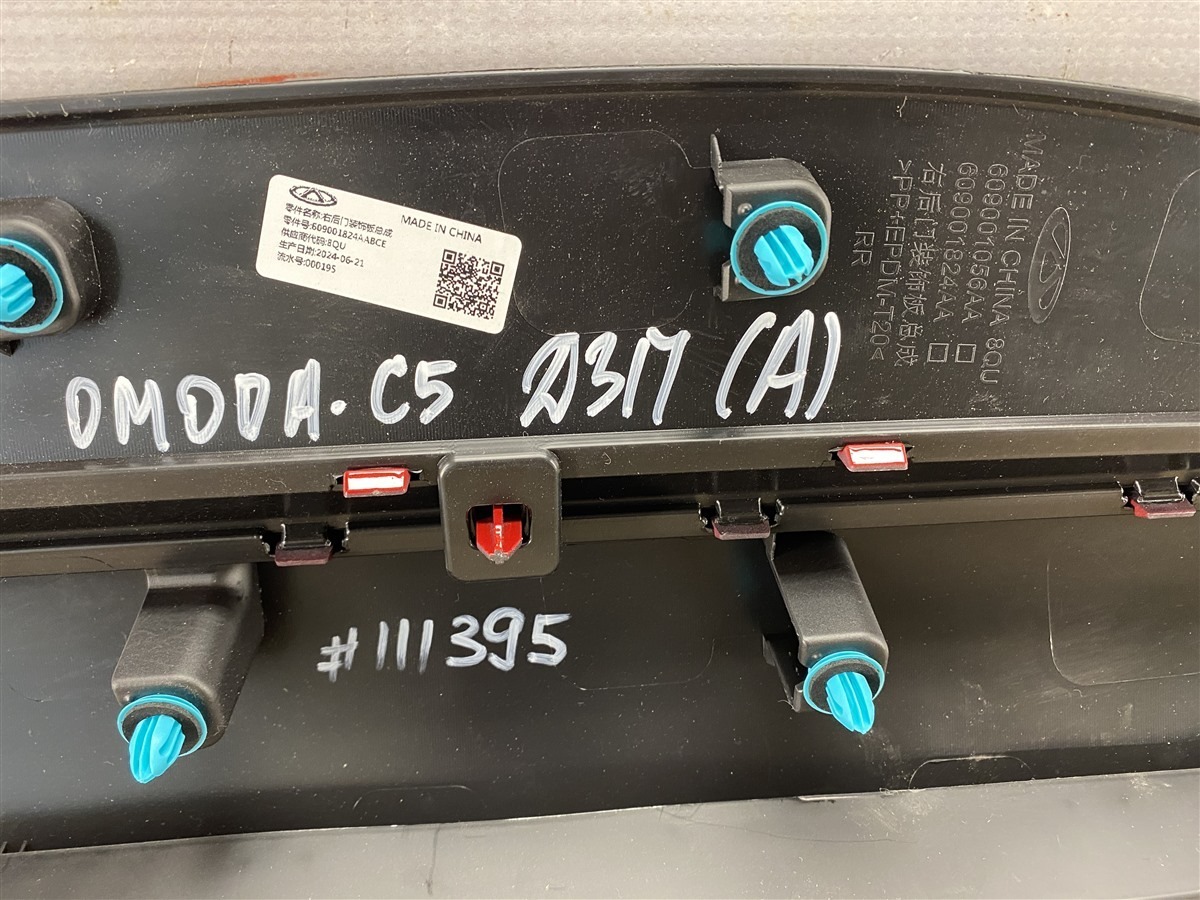 MADE IN CHINA
零件名称:右后门装饰板总成
零件号:609001824AABCE
供应商代码:8QU
生产日期:2024-06-21
流水号:000195
MADE IN CHINA 8QU
609001056AA
609001824AA
右后门装饰板总成
>PP+EPDM-T20<
RR
OMODA. C5
(A)
#111395